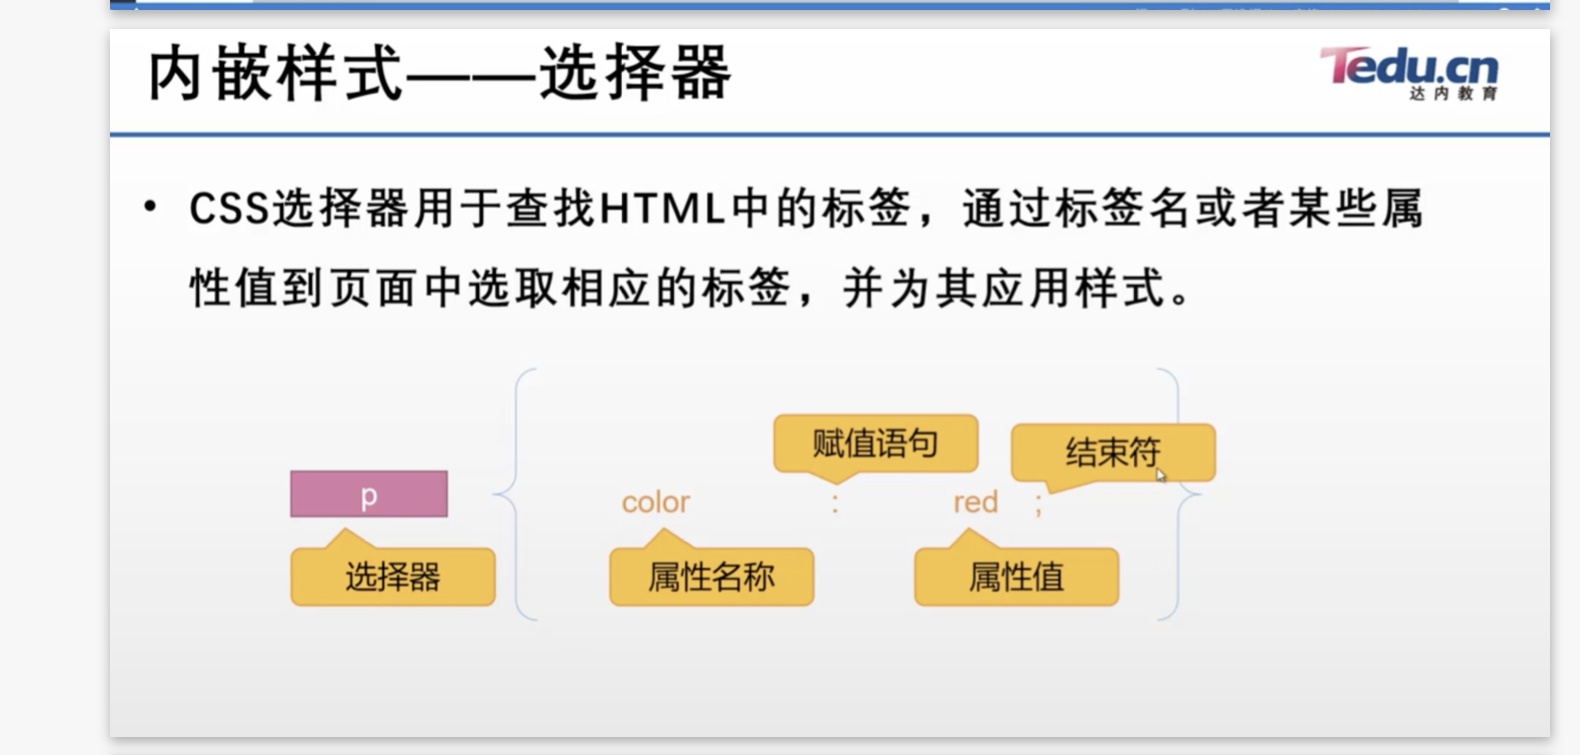 内嵌样式——选择器
Tedu.cn
达内教育
• CSS选择器用于查找HTML中的标签，通过标签名或者某些属
性值到页面中选取相应的标签，并为其应用样式。
赋值语句
结束符
p
color : red ;
选择器
属性名称
属性值